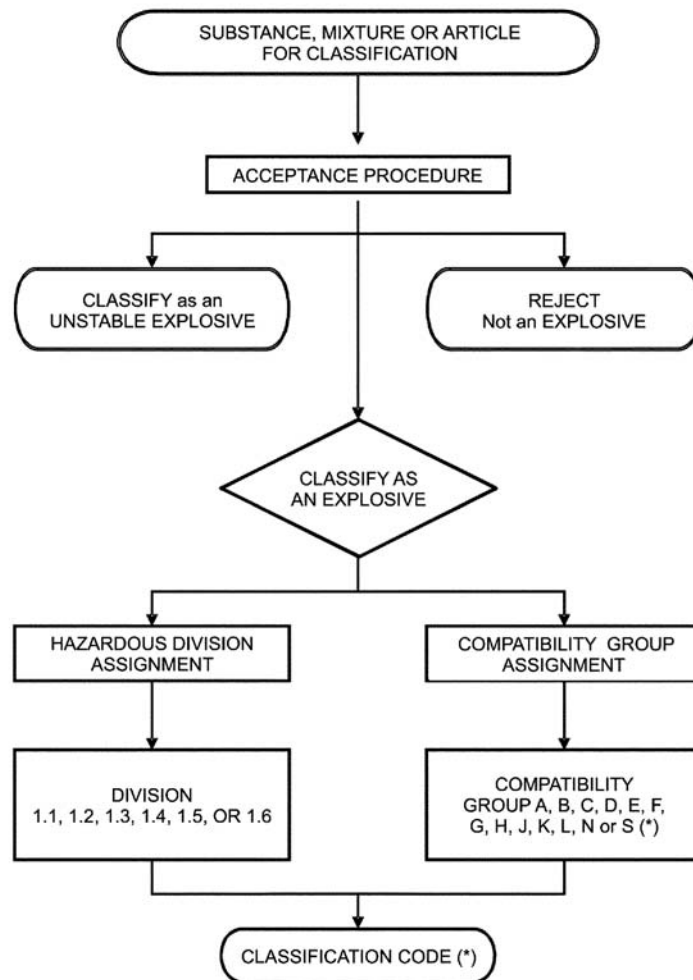 SUBSTANCE, MIXTURE OR ARTICLE
FOR CLASSIFICATION
ACCEPTANCE PROCEDURE
CLASSIFY as an
UNSTABLE EXPLOSIVE
REJECT
Not an EXPLOSIVE
CLASSIFY AS
AN EXPLOSIVE
HAZARDOUS DIVISION
ASSIGNMENT
COMPATIBILITY GROUP
ASSIGNMENT
DIVISION
1.1, 1.2, 1.3, 1.4, 1.5, OR 1.6
COMPATIBILITY
GROUP A, B, C, D, E, F,
G, H, J, K, L, N or S (*)
CLASSIFICATION CODE (*)